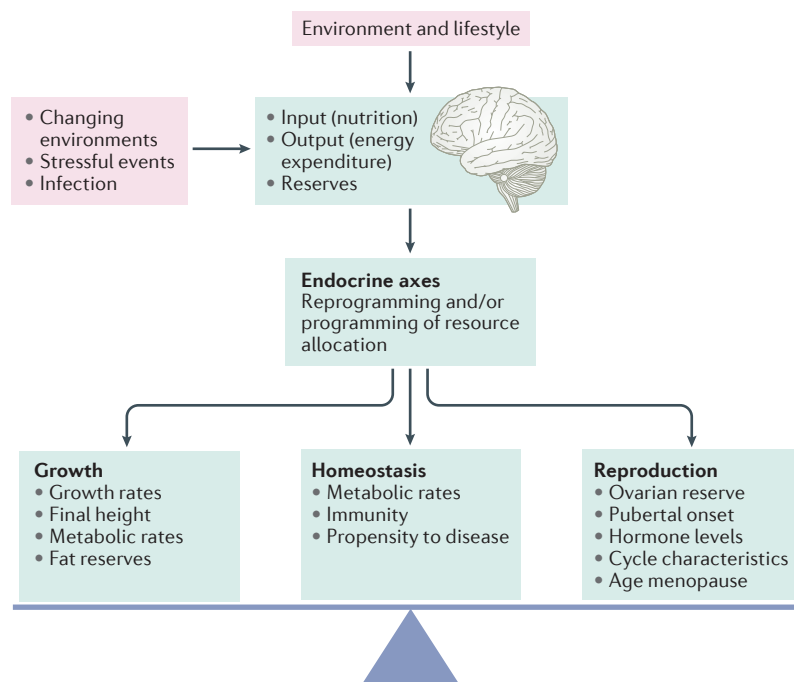 Environment and lifestyle
• Changing
environments
• Stressful events
• Infection
• Input (nutrition)
• Output (energy
expenditure)
• Reserves
Endocrine axes
Reprogramming and/or
programming of resource
allocation
Growth
• Growth rates
• Final height
• Metabolic rates
• Fat reserves
Homeostasis
• Metabolic rates
• Immunity
• Propensity to disease
Reproduction
• Ovarian reserve
• Pubertal onset
• Hormone levels
• Cycle characteristics
• Age menopause